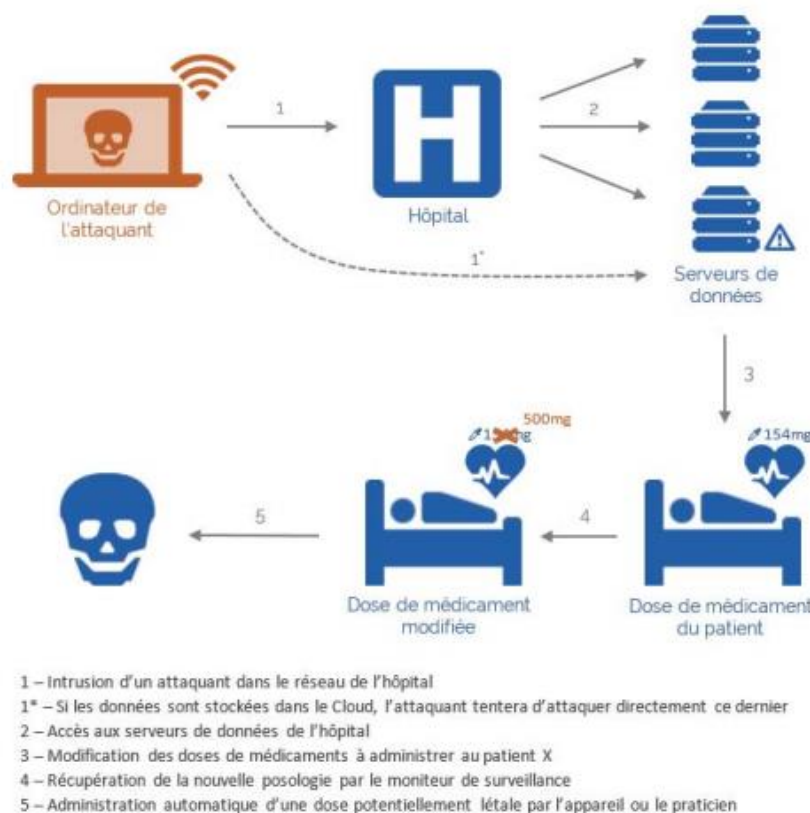 1
2
H
Ordinateur de
l'attaquant
Hôpital
1*
Serveurs de
données
3
500mg
154mg
5
4
Dose de médicament
modifiée
Dose de médicament
du patient
1 – Intrusion d'un attaquant dans le réseau de l'hôpital
1* – Si les données sont stockées dans le Cloud, l'attaquant tentera d'attaquer directement ce dernier
2 – Accès aux serveurs de données de l'hôpital
3 – Modification des doses de médicaments à administrer au patient X
4 – Récupération de la nouvelle posologie par le moniteur de surveillance
5 – Administration automatique d'une dose potentiellement létale par l'appareil ou le praticien